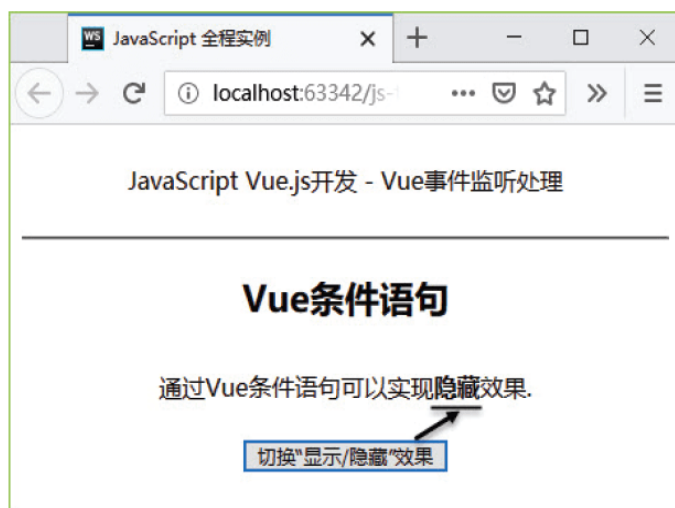 WS JavaScript 全程实例
localhost:63342/js-
JavaScript Vue.js开发 - Vue事件监听处理
Vue条件语句
通过Vue条件语句可以实现隐藏效果.
切换"显示/隐藏"效果